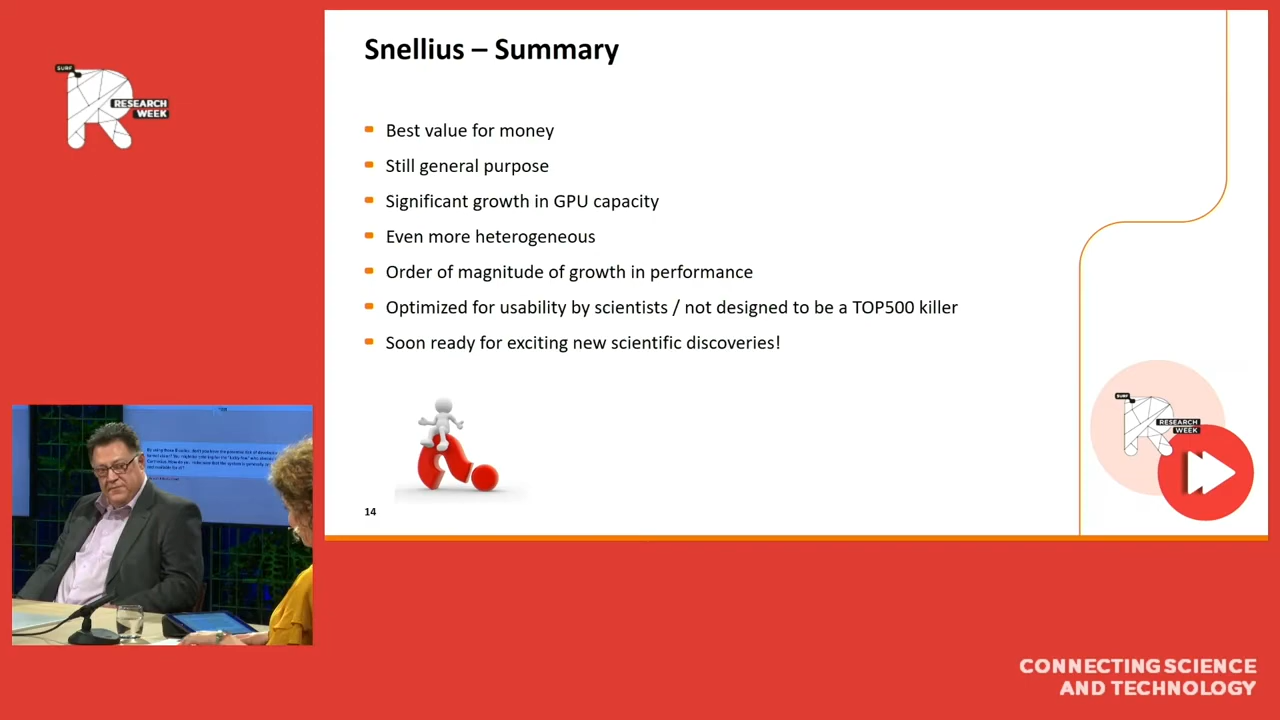 SURF
RESEARCH
WEEK
Snellius – Summary
Best value for money
Still general purpose
Significant growth in GPU capacity
Even more heterogeneous
Order of magnitude of growth in performance
Optimized for usability by scientists / not designed to be a TOP500 killer
Soon ready for exciting new scientific discoveries!
SURF
RESEARCH
WEEK
14
CONNECTING SCIENCE
AND TECHNOLOGY